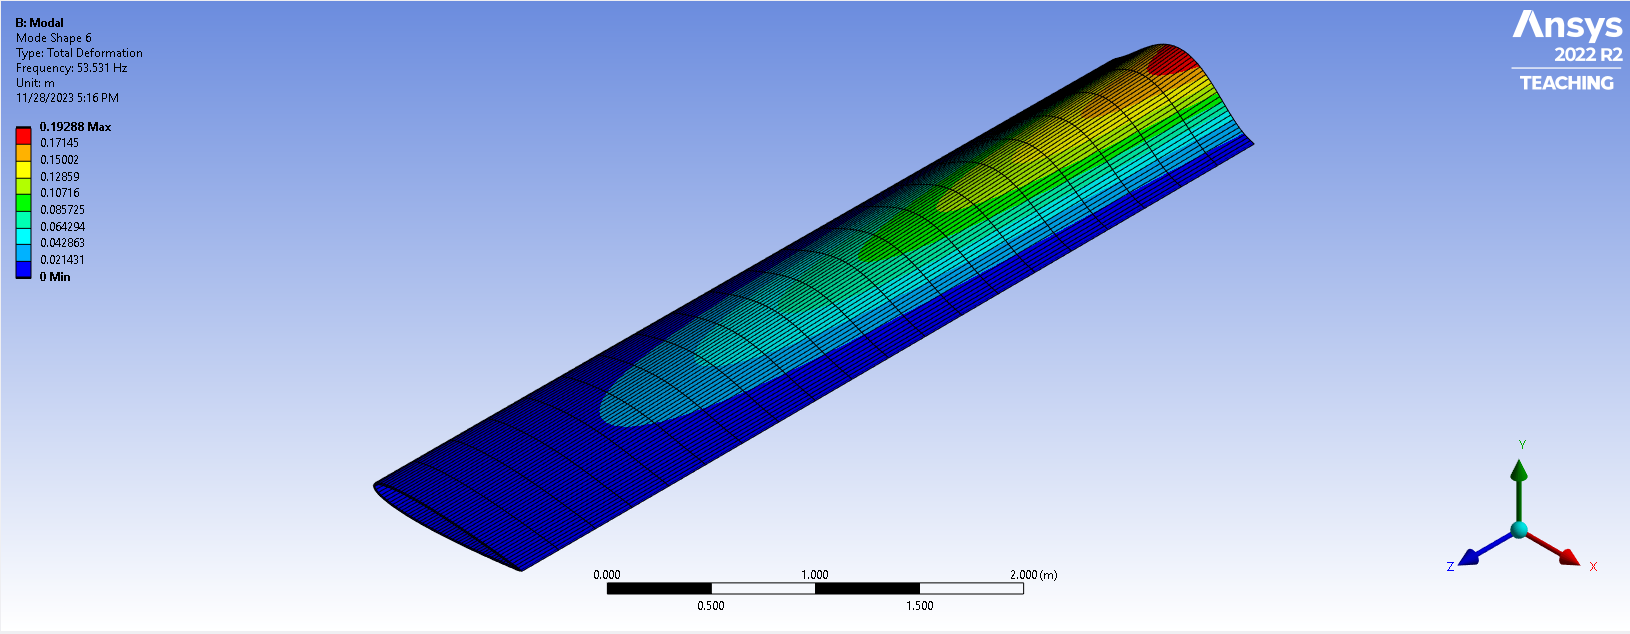 B: Modal
Mode Shape 6
Type: Total Deformation
Frequency: 53.531 Hz
Unit: m
11/28/2023 5:16 PM
0.19288 Max
0.17145
0.15002
0.12859
0.10716
0.085725
0.064294
0.042863
0.021431
0 Min
Ansys
2022 R2
TEACHING
0.000 1.000 2.000 (m)
0.500 1.500
Y
Z X